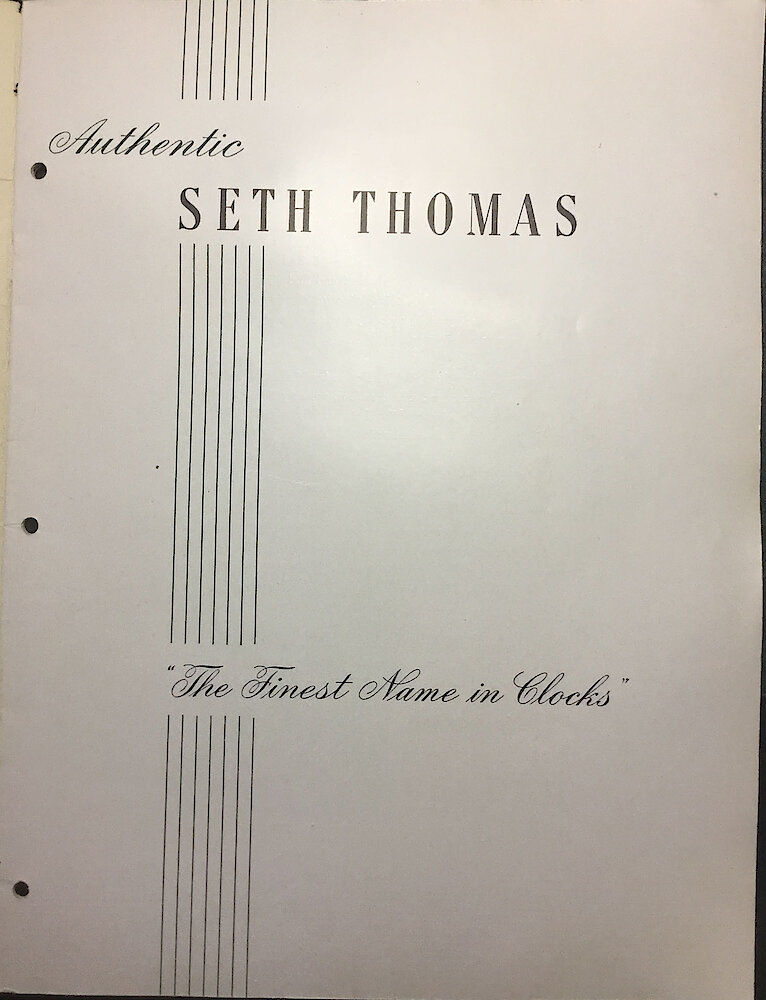 Authentic
SETH THOMAS
"The Finest Name in Clocks"